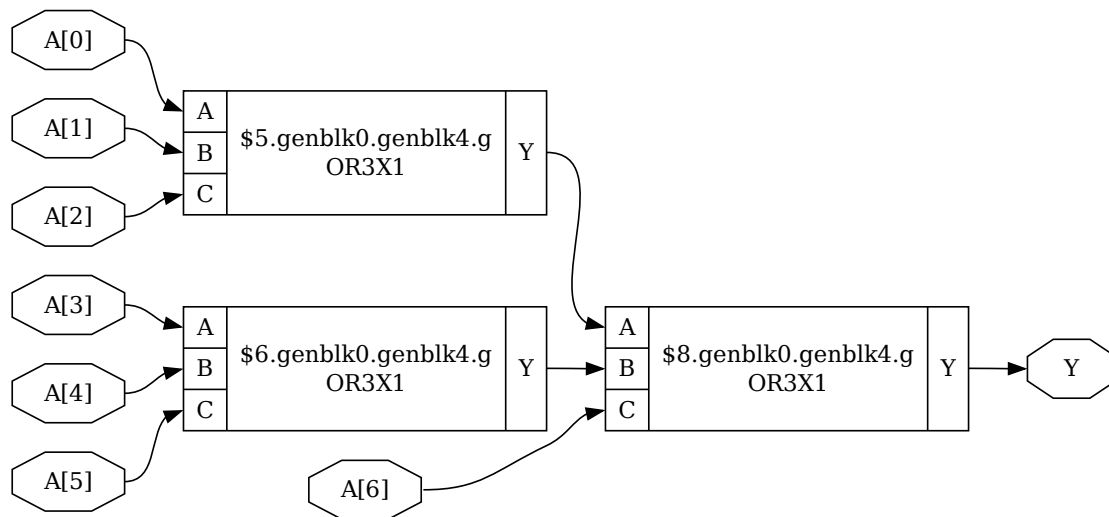 A[0]
A[1]
A[2]
A
B
C
$5.genblk0.genblk4.g
OR3X1
Y
A[3]
A[4]
A[5]
A
B
C
$6.genblk0.genblk4.g
OR3X1
Y
A[6]
A
B
C
$8.genblk0.genblk4.g
OR3X1
Y
Y